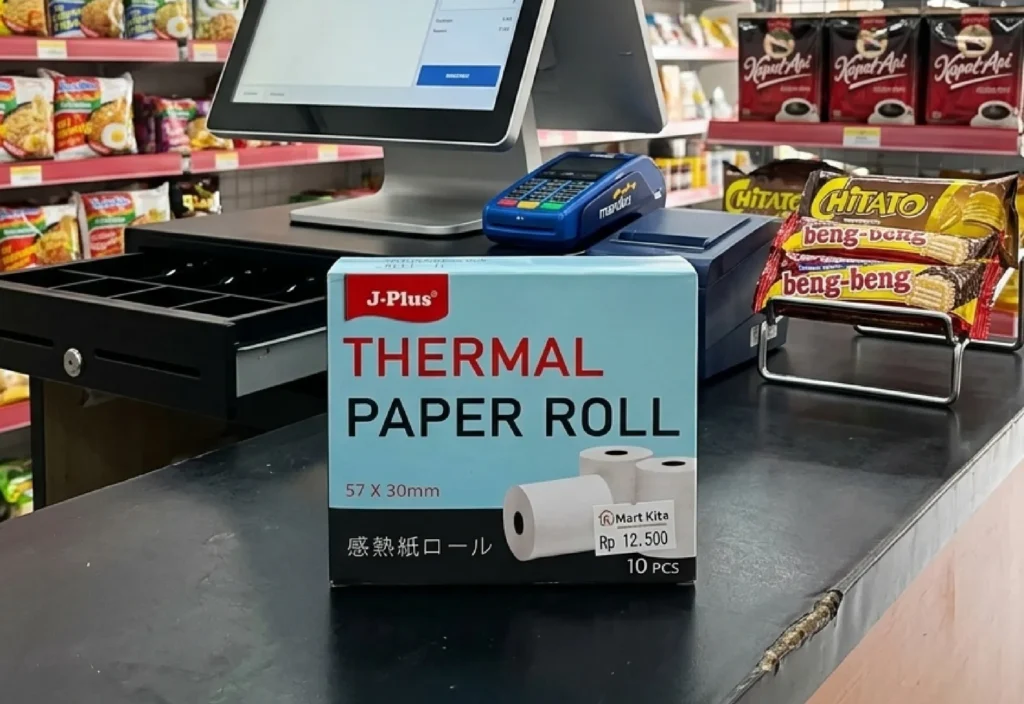 J-Plus®
THERMAL
PAPER ROLL
57 X 30mm
感熱紙ロール
Mart Kita
Rp 12.500
10 PCS
Kapal Api
Kapal Api
Kapal Api
CHITATO
CHITATO
beng-beng
beng-beng
mandiri